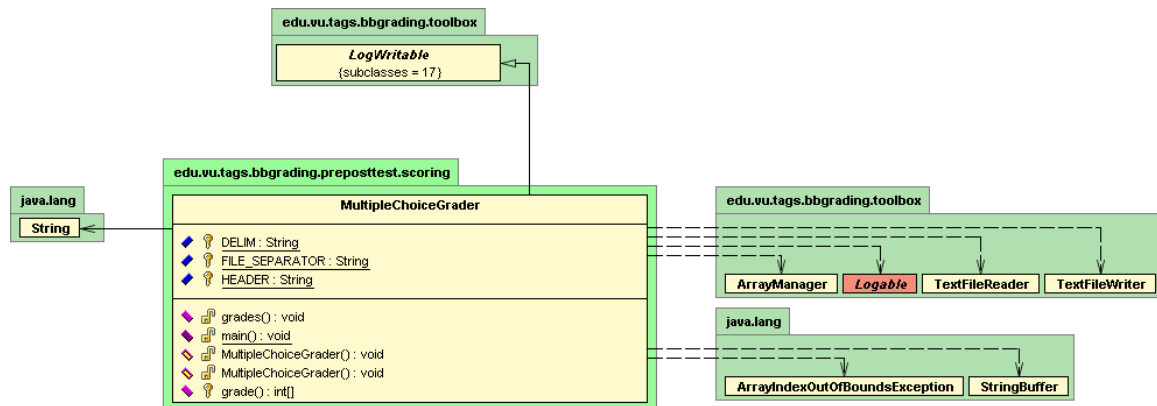 edu.vu.tags.bbgrading.toolbox
LogWritable
{subclasses = 17}
edu.vu.tags.bbgrading.preposttest.scoring
java.lang
String
MultipleChoiceGrader
DELIM : String
FILE_SEPARATOR : String
HEADER : String
grades() : void
main() : void
MultipleChoiceGrader() : void
MultipleChoiceGrader() : void
grade() : int[]
edu.vu.tags.bbgrading.toolbox
ArrayManager Logable TextFileReader TextFileWriter
java.lang
ArrayIndexOutOfBoundsException StringBuffer